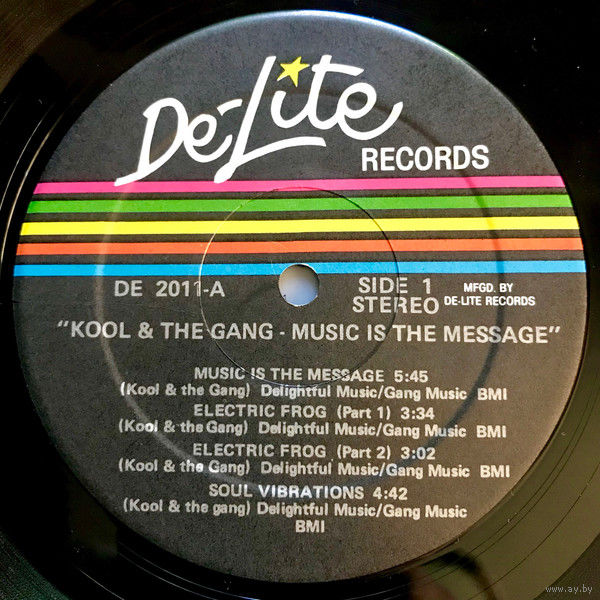 De-Lite
RECORDS
DE 2011-A
SIDE 1
STEREO
MFGD. BY
DE-LITE RECORDS
"KOOL & THE GANG - MUSIC IS THE MESSAGE"
MUSIC IS THE MESSAGE 5:45
(Kool & the Gang) Delightful Music/Gang Music BMI
ELECTRIC FROG (Part 1) 3:34
(Kool & the Gang) Delightful Music/Gang Music BMI
ELECTRIC FROG (Part 2) 3:02
(Kool & the Gang) Delightful Music/Gang Music BMI
SOUL VIBRATIONS 4:42
(Kool & the gang) Delightful Music/Gang Music
BMI
www.ay.by